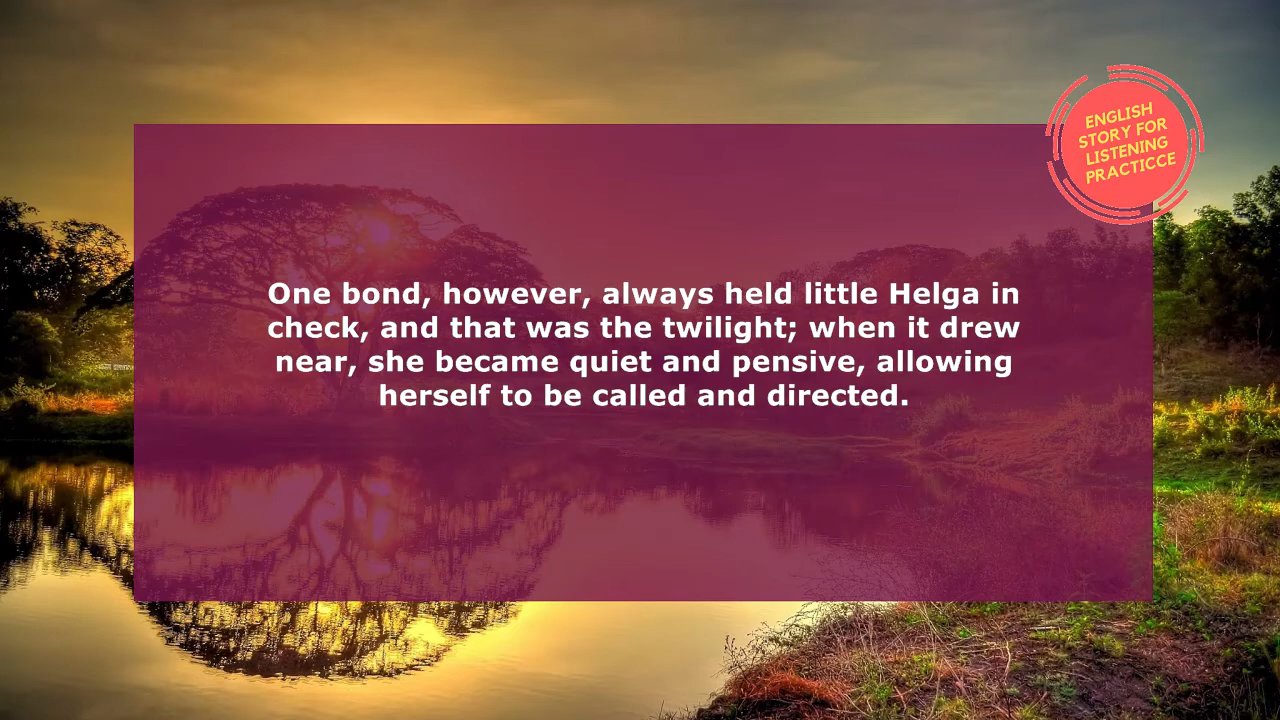 ENGLISH
STORY FOR
LISTENING
PRACTICCE
One bond, however, always held little Helga in
check, and that was the twilight; when it drew
near, she became quiet and pensive, allowing
herself to be called and directed.